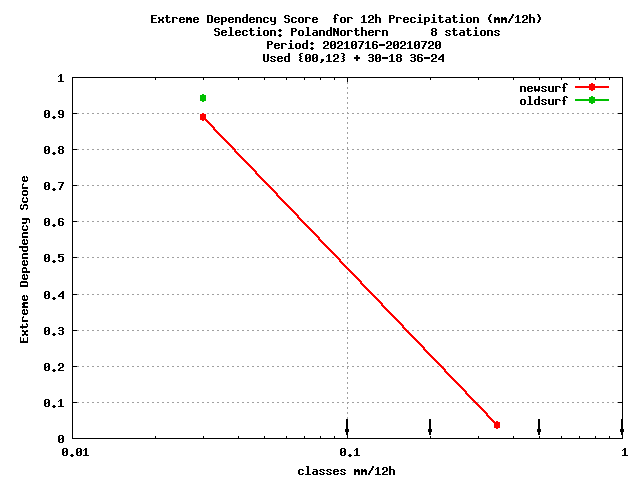 Extreme Dependency Score  for 12h Precipitation (mm/12h)
Selection: PolandNorthern      8 stations
Period: 20210716-20210720
Used {00,12} + 30-18 36-24
newsurf
oldsurf
1
0.9
0.8
0.7
0.6
0.5
0.4
0.3
0.2
0.1
0
Extreme Dependency Score
0.01 0.1 1
classes mm/12h